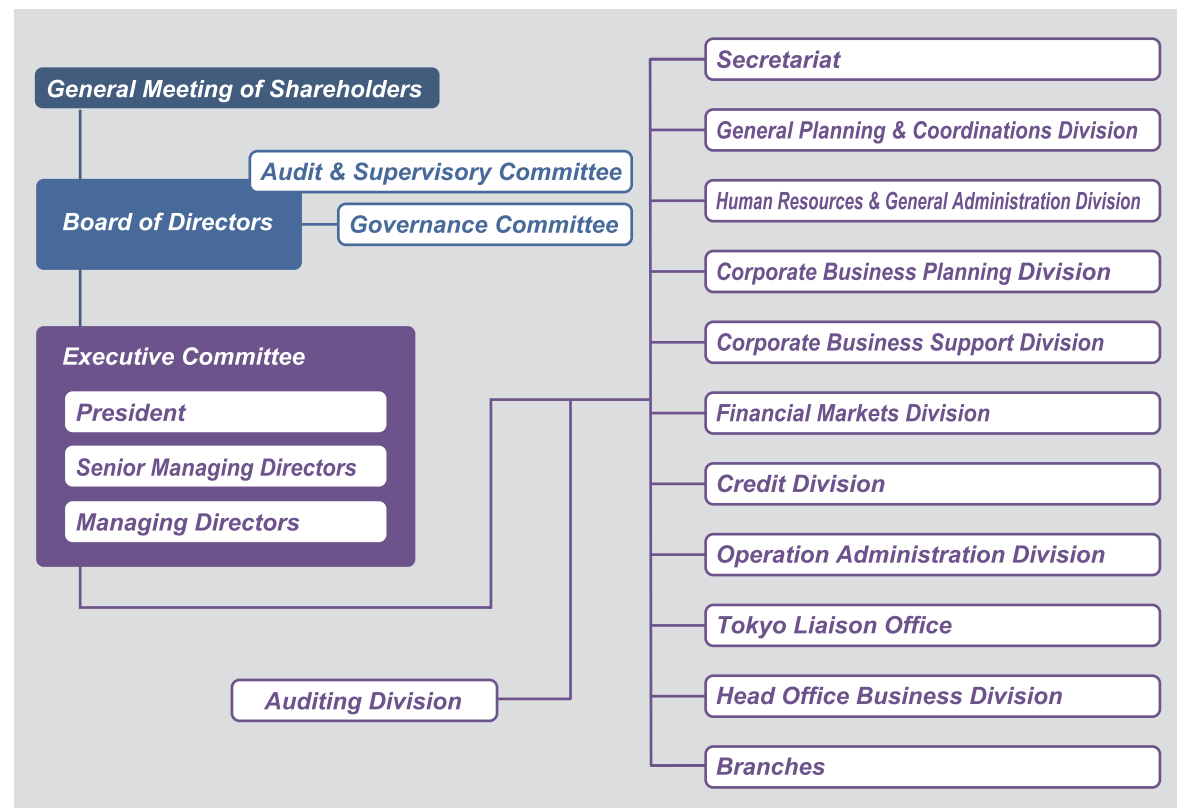 General Meeting of Shareholders
Audit & Supervisory Committee
Board of Directors
Governance Committee
Executive Committee
President
Senior Managing Directors
Managing Directors
Auditing Division
Secretariat
General Planning & Coordinations Division
Human Resources & General Administration Division
Corporate Business Planning Division
Corporate Business Support Division
Financial Markets Division
Credit Division
Operation Administration Division
Tokyo Liaison Office
Head Office Business Division
Branches